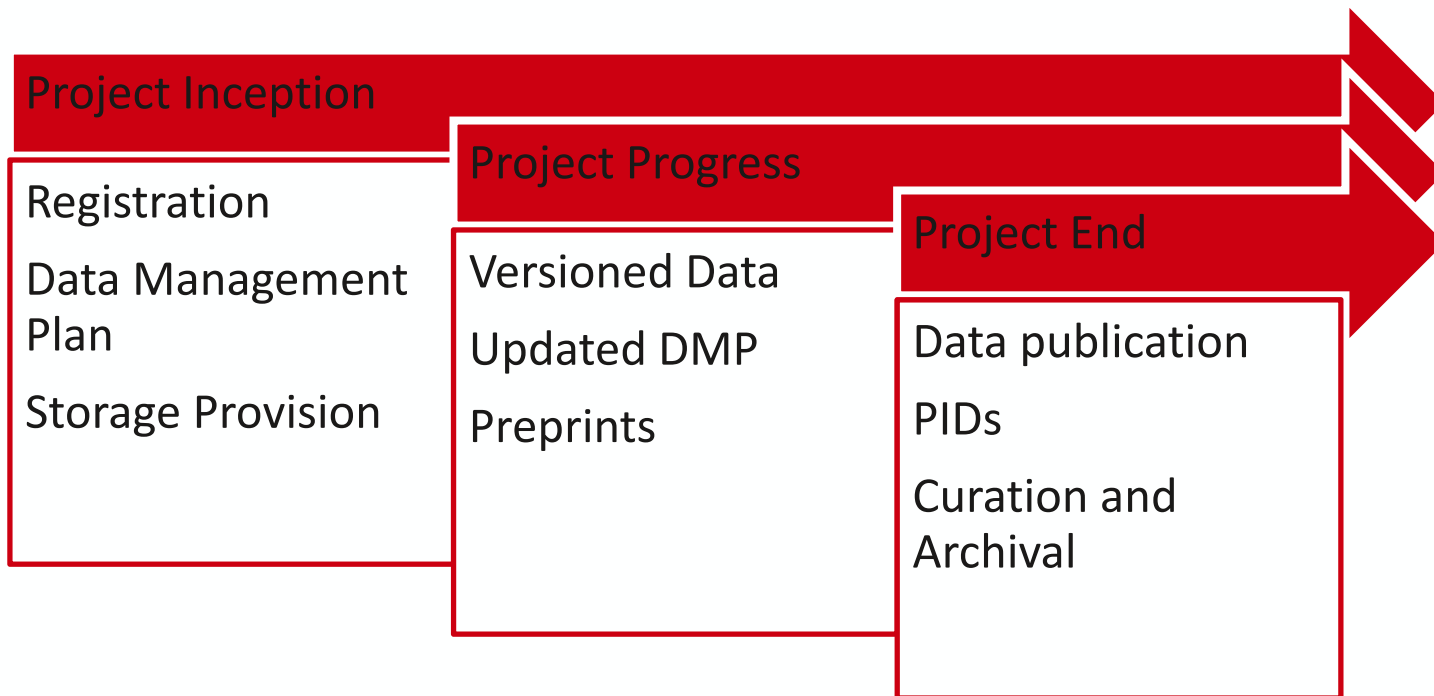 Project Inception
Registration
Data Management
Plan
Storage Provision
Project Progress
Versioned Data
Updated DMP
Preprints
Project End
Data publication
PIDs
Curation and
Archival